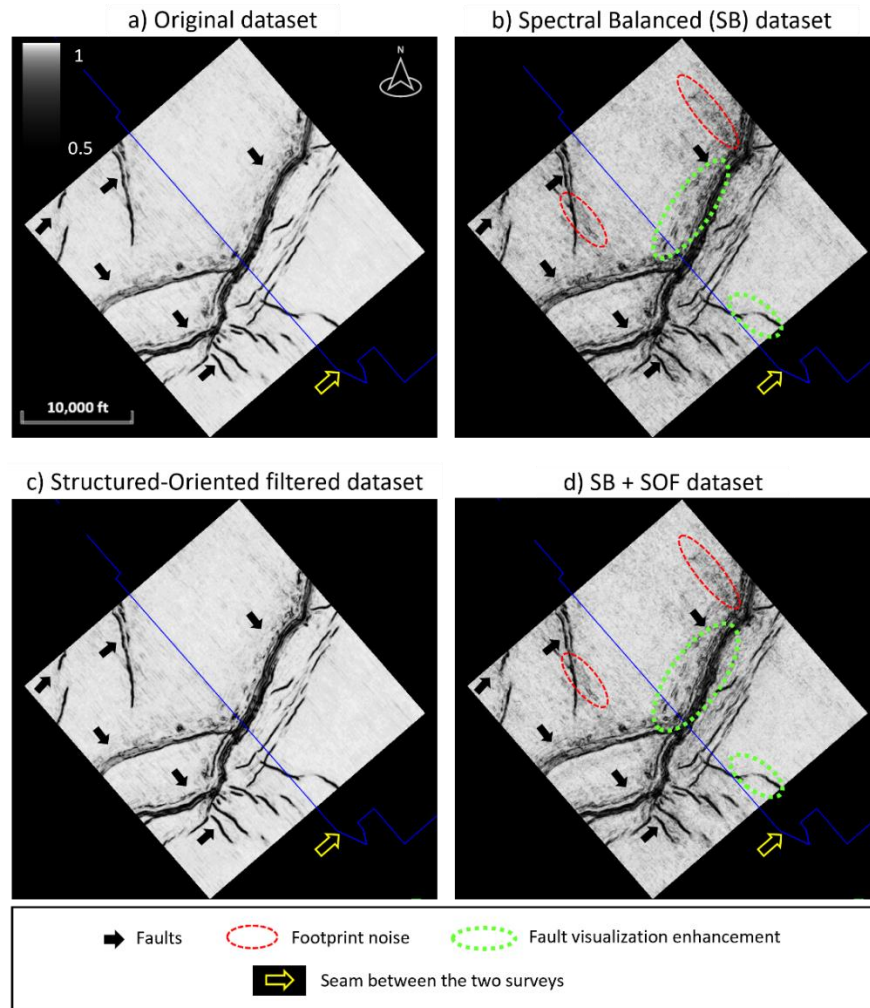 a) Original dataset
b) Spectral Balanced (SB) dataset
1
0.5
N
10,000 ft
c) Structured-Oriented filtered dataset
d) SB + SOF dataset
Faults
Footprint noise
Fault visualization enhancement
Seam between the two surveys